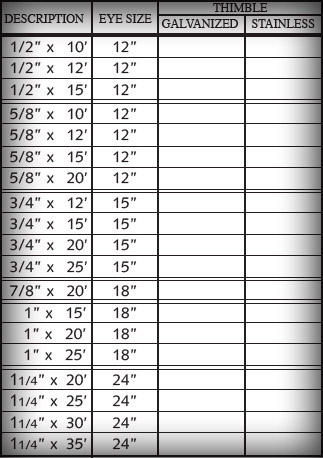 THIMBLE
DESCRIPTION EYE SIZE GALVANIZED STAINLESS
1/2" x 10' 12"
1/2" x 12' 12"
1/2" x 15' 12"
5/8" x 10' 12"
5/8" x 12' 12"
5/8" x 15' 12"
5/8" x 20' 12"
3/4" x 12' 15"
3/4" x 15' 15"
3/4" x 20' 15"
3/4" x 25' 15"
7/8" x 20' 18"
1" x 15' 18"
1" x 20' 18"
1" x 25' 18"
1 1/4" x 20' 24"
1 1/4" x 25' 24"
1 1/4" x 30' 24"
1 1/4" x 35' 24"